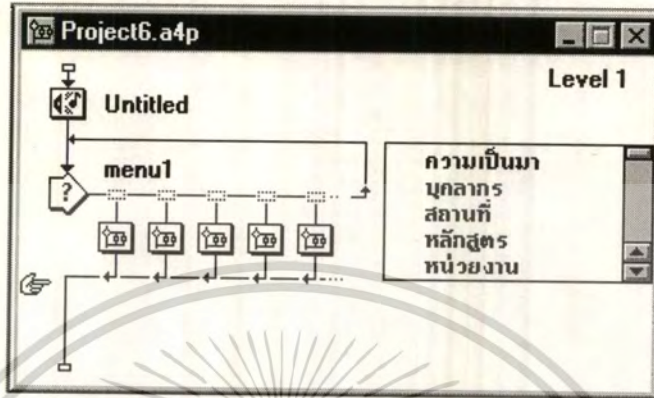 Project6.a4p
Level 1
Untitled
menu1
?
ความเป็นมา
บุคลากร
สถานที่
หลักสูตร
หน่วยงาน